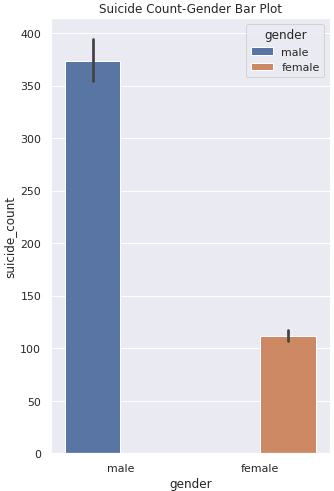 Suicide Count-Gender Bar Plot
gender
male
female
400
350
300
250
200
150
100
50
0
suicide_count
male
female
gender